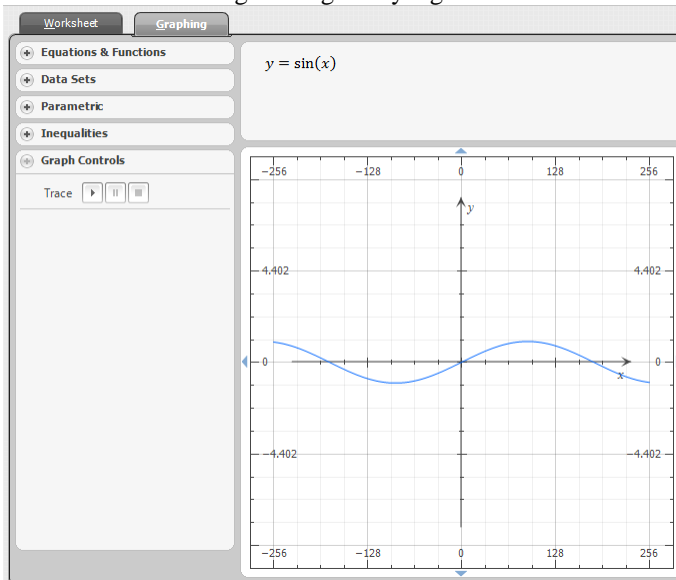 Worksheet
Graphing
Equations & Functions
Data Sets
Parametric
Inequalities
Graph Controls
Trace
y = sin(x)
−256 −128 0 128 256
y
4.402 4.402
0 0
x
−4.402 −4.402
−256 −128 0 128 256